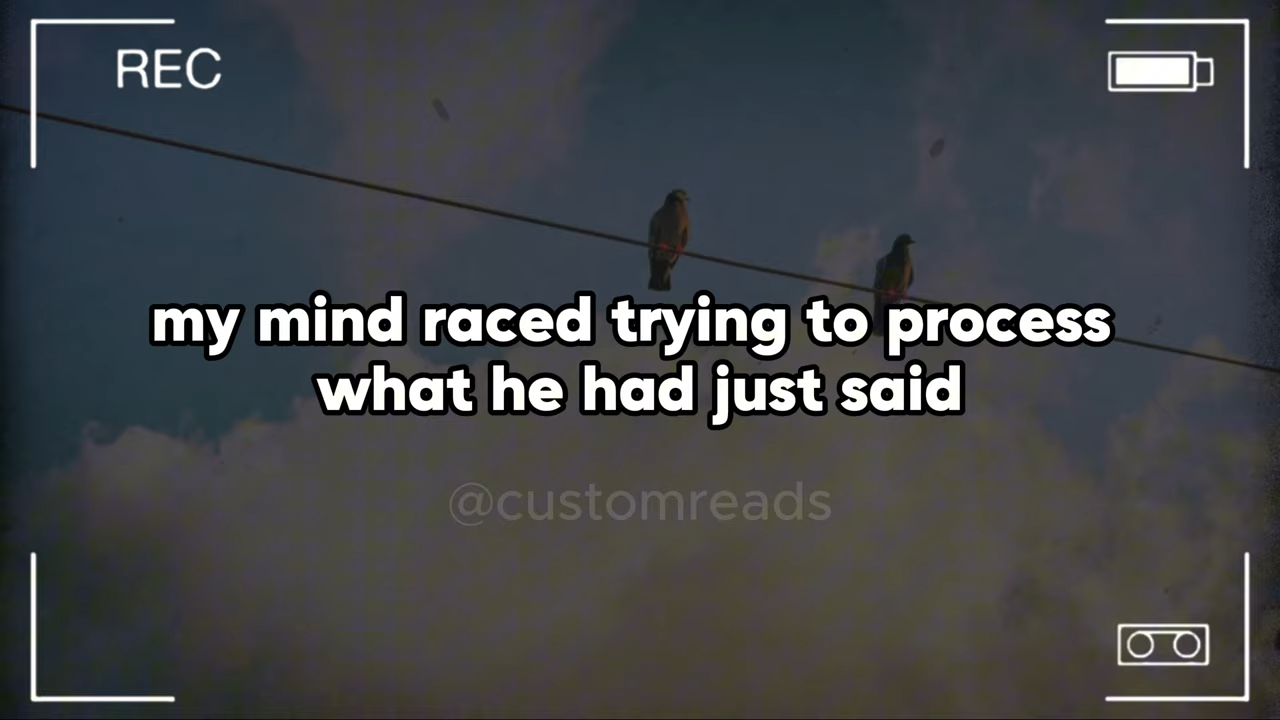 REC
my mind raced trying to process
what he had just said
@customreads